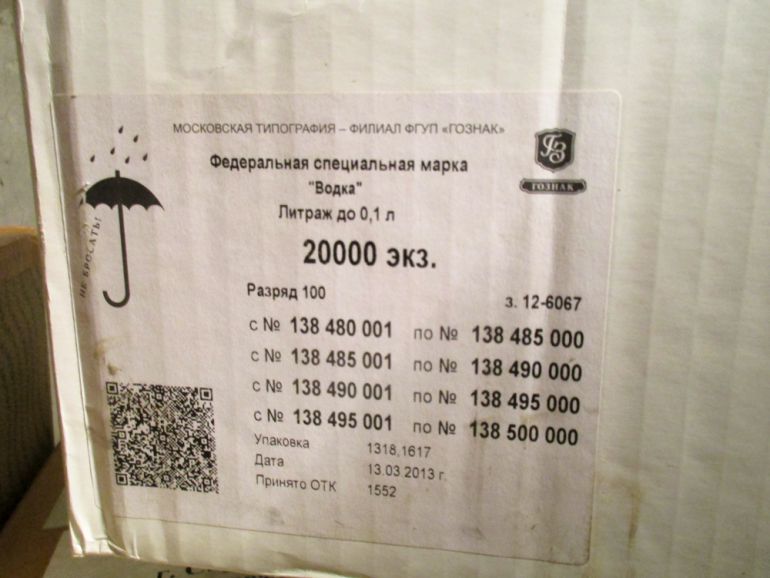 МОСКОВСКАЯ ТИПОГРАФИЯ – ФИЛИАЛ ФГУП «ГОЗНАК»
Федеральная специальная марка
"Водка"
Литраж до 0,1 л
ГОЗНАК
НЕ БРОСАТЬ!
20000 экз.
Разряд 100 з. 12-6067
с № 138 480 001 по № 138 485 000
с № 138 485 001 по № 138 490 000
с № 138 490 001 по № 138 495 000
с № 138 495 001 по № 138 500 000
Упаковка 1318,1617
Дата 13.03.2013 г.
Принято ОТК 1552